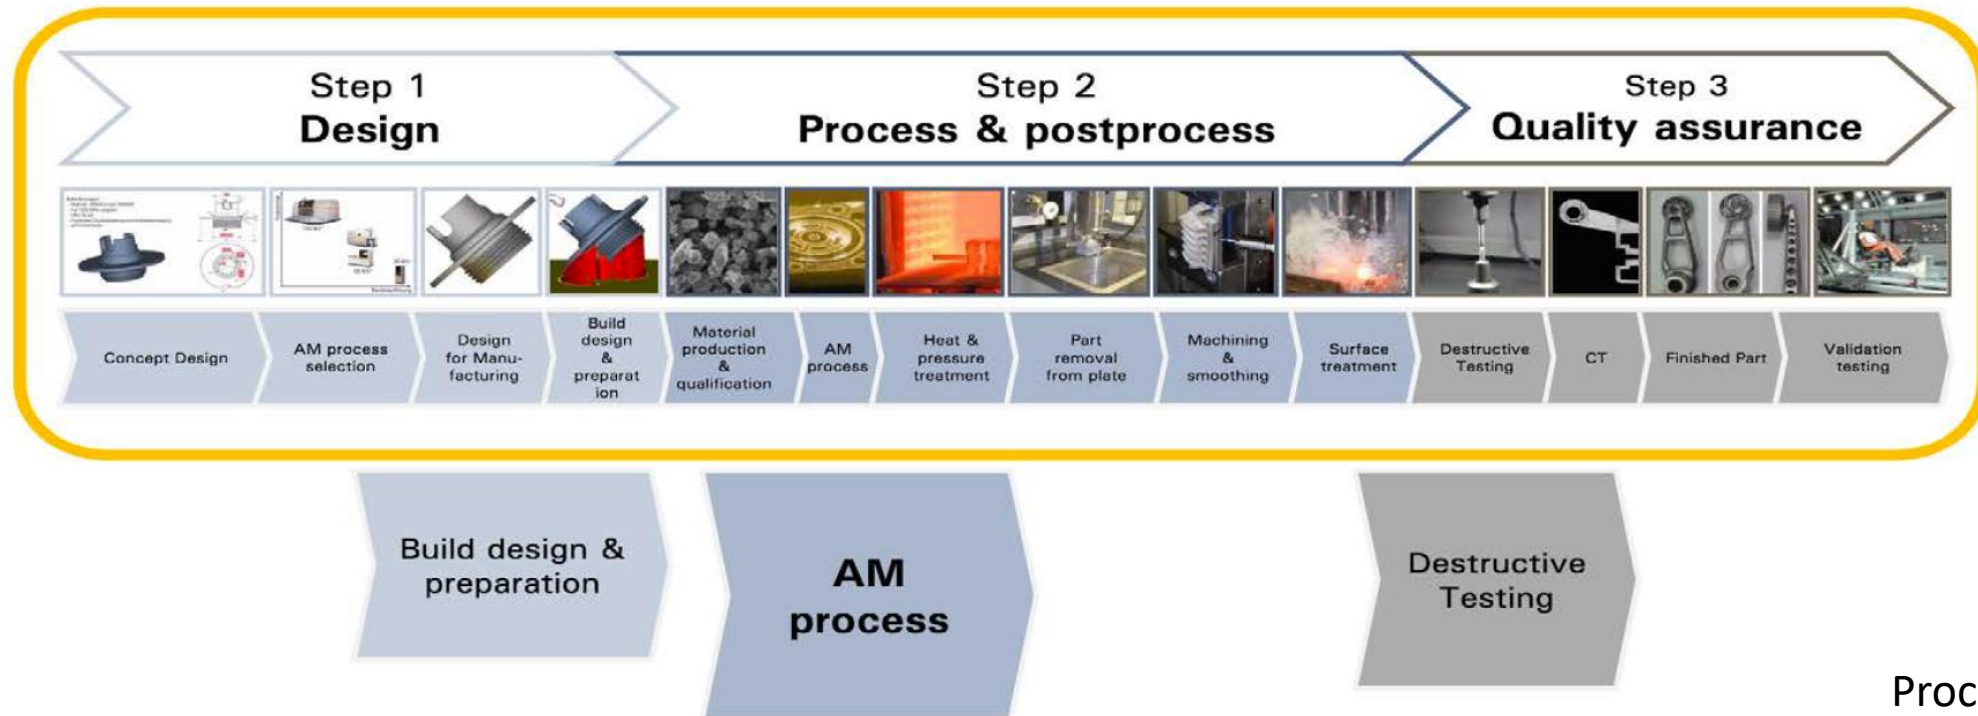 Step 1
Design
Step 2
Process & postprocess
Step 3
Quality assurance
Concept Design
AM process
selection
Design
for Manu-
facturing
Build
design
&
preparat
ion
Material
production
&
qualification
AM
process
Heat &
pressure
treatment
Part
removal
from plate
Machining
&
smoothing
Surface
treatment
Destructive
Testing
CT
Finished Part
Validation
testing
Build design &
preparation
AM
process
Destructive
Testing
Proc